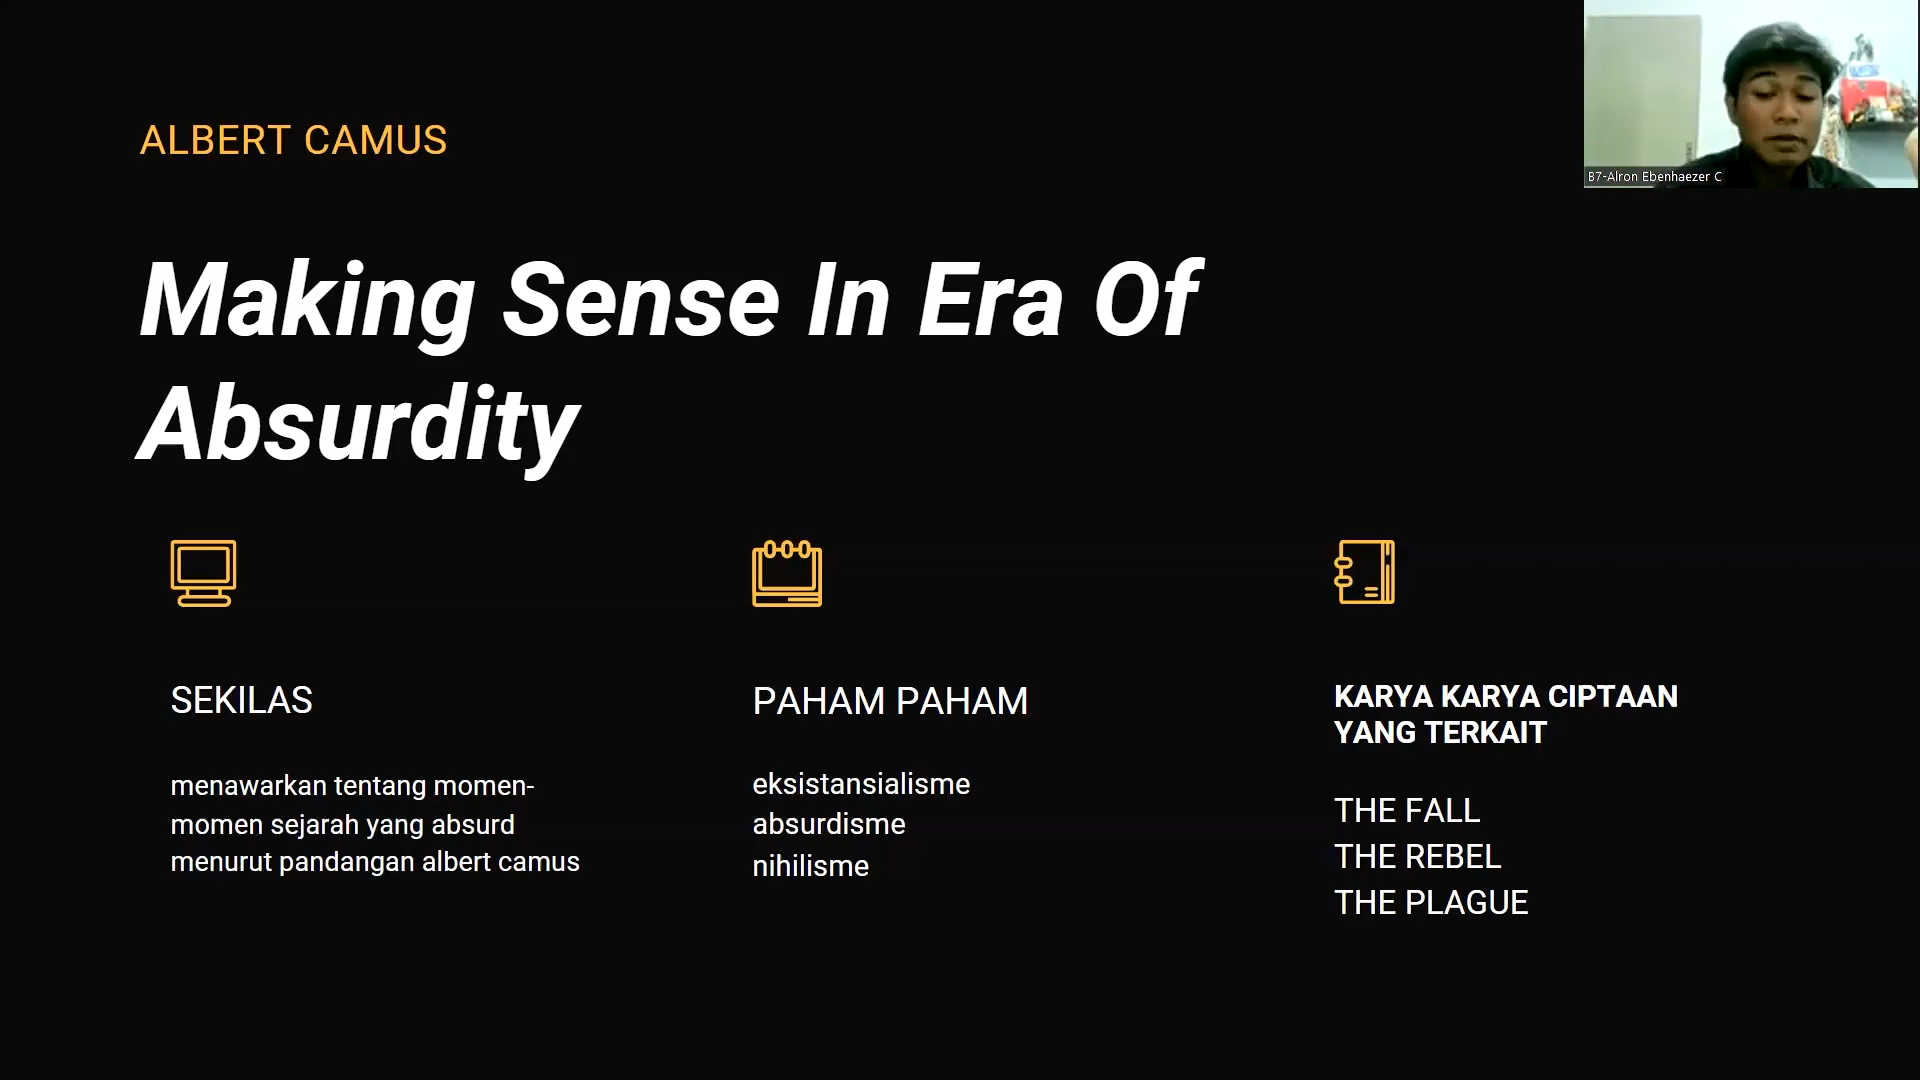 ALBERT CAMUS
B7-Alron Ebenhaezer C
Making Sense In Era Of
Absurdity
SEKILAS
menawarkan tentang momen-
momen sejarah yang absurd
menurut pandangan albert camus
PAHAM PAHAM
eksistansialisme
absurdisme
nihilisme
KARYA KARYA CIPTAAN
YANG TERKAIT
THE FALL
THE REBEL
THE PLAGUE